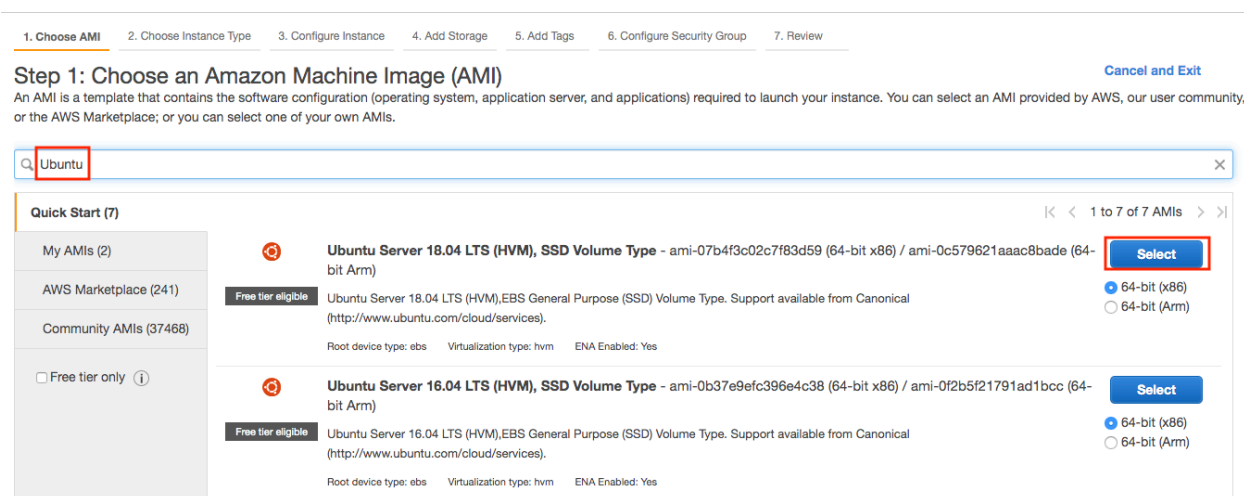 1. Choose AMI 2. Choose Instance Type 3. Configure Instance 4. Add Storage 5. Add Tags 6. Configure Security Group 7. Review
Step 1: Choose an Amazon Machine Image (AMI)
Cancel and Exit
An AMI is a template that contains the software configuration (operating system, application server, and applications) required to launch your instance. You can select an AMI provided by AWS, our user community,
or the AWS Marketplace; or you can select one of your own AMIs.
Ubuntu
Quick Start (7)
1 to 7 of 7 AMIs
My AMIs (2)
AWS Marketplace (241)
Community AMIs (37468)
Free tier only
Ubuntu Server 18.04 LTS (HVM), SSD Volume Type - ami-07b4f3c02c7f83d59 (64-bit x86) / ami-0c579621aaac8bade (64-
bit Arm)
Free tier eligible
Ubuntu Server 18.04 LTS (HVM),EBS General Purpose (SSD) Volume Type. Support available from Canonical
(http://www.ubuntu.com/cloud/services).
Root device type: ebs Virtualization type: hvm ENA Enabled: Yes
Select
64-bit (x86)
64-bit (Arm)
Ubuntu Server 16.04 LTS (HVM), SSD Volume Type - ami-0b37e9efc396e4c38 (64-bit x86) / ami-0f2b5f21791ad1bcc (64-
bit Arm)
Free tier eligible
Ubuntu Server 16.04 LTS (HVM),EBS General Purpose (SSD) Volume Type. Support available from Canonical
(http://www.ubuntu.com/cloud/services).
Root device type: ebs Virtualization type: hvm ENA Enabled: Yes
Select
64-bit (x86)
64-bit (Arm)